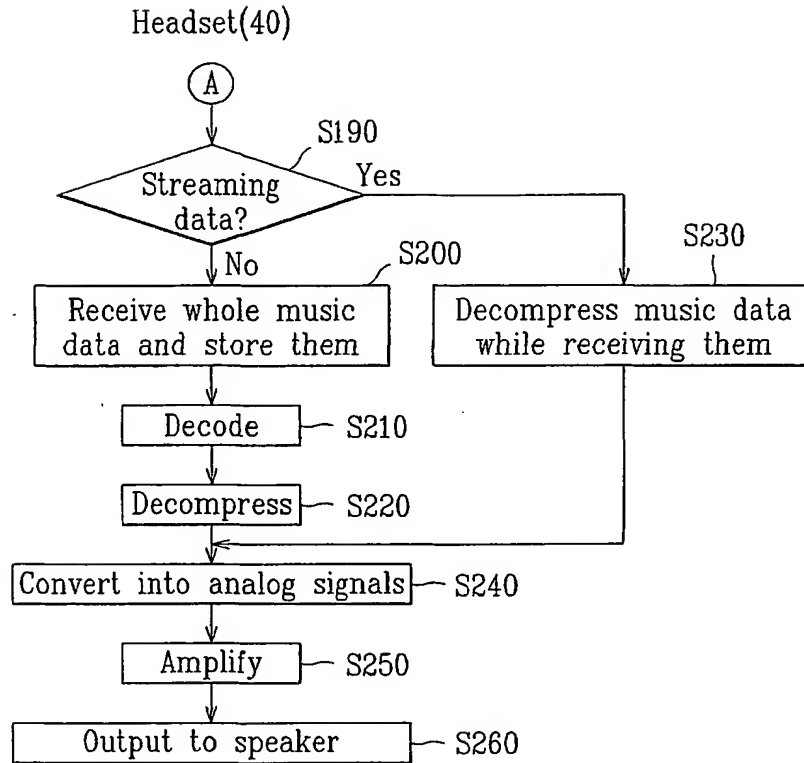 Headset(40)
A
S190
Streaming
data?
Yes
No
S200
Receive whole music
data and store them
S230
Decompress music data
while receiving them
Decode
S210
Decompress
S220
Convert into analog signals
S240
Amplify
S250
Output to speaker
S260